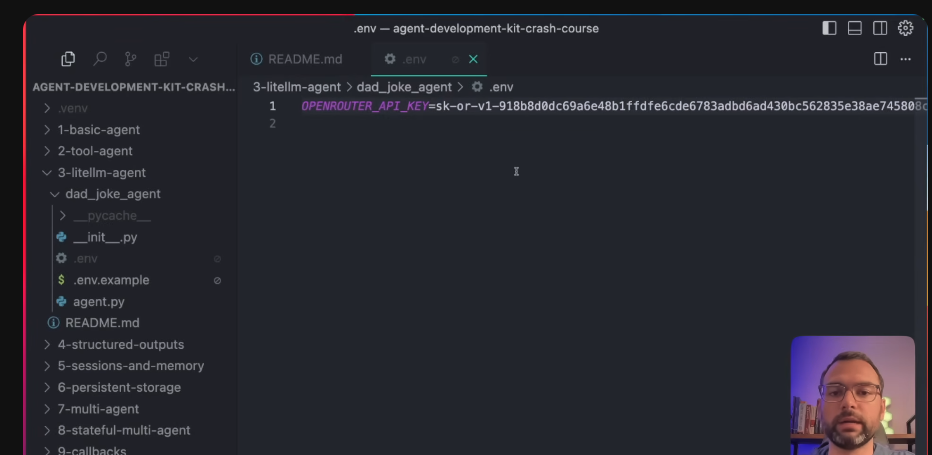 .env — agent-development-kit-crash-course
README.md
.env
AGENT-DEVELOPMENT-KIT-CRASH...
3-litellm-agent > dad_joke_agent > .env
.venv
1 OPENROUTER_API_KEY=sk-or-v1-918b8d0dc69a6e48b1ffdfe6cde6783adbd6ad430bc562835e38ae745808c
1-basic-agent
2
2-tool-agent
3-litellm-agent
dad_joke_agent
__pycache__
__init__.py
.env
$ .env.example
agent.py
README.md
4-structured-outputs
5-sessions-and-memory
6-persistent-storage
7-multi-agent
8-stateful-multi-agent
9-callbacks